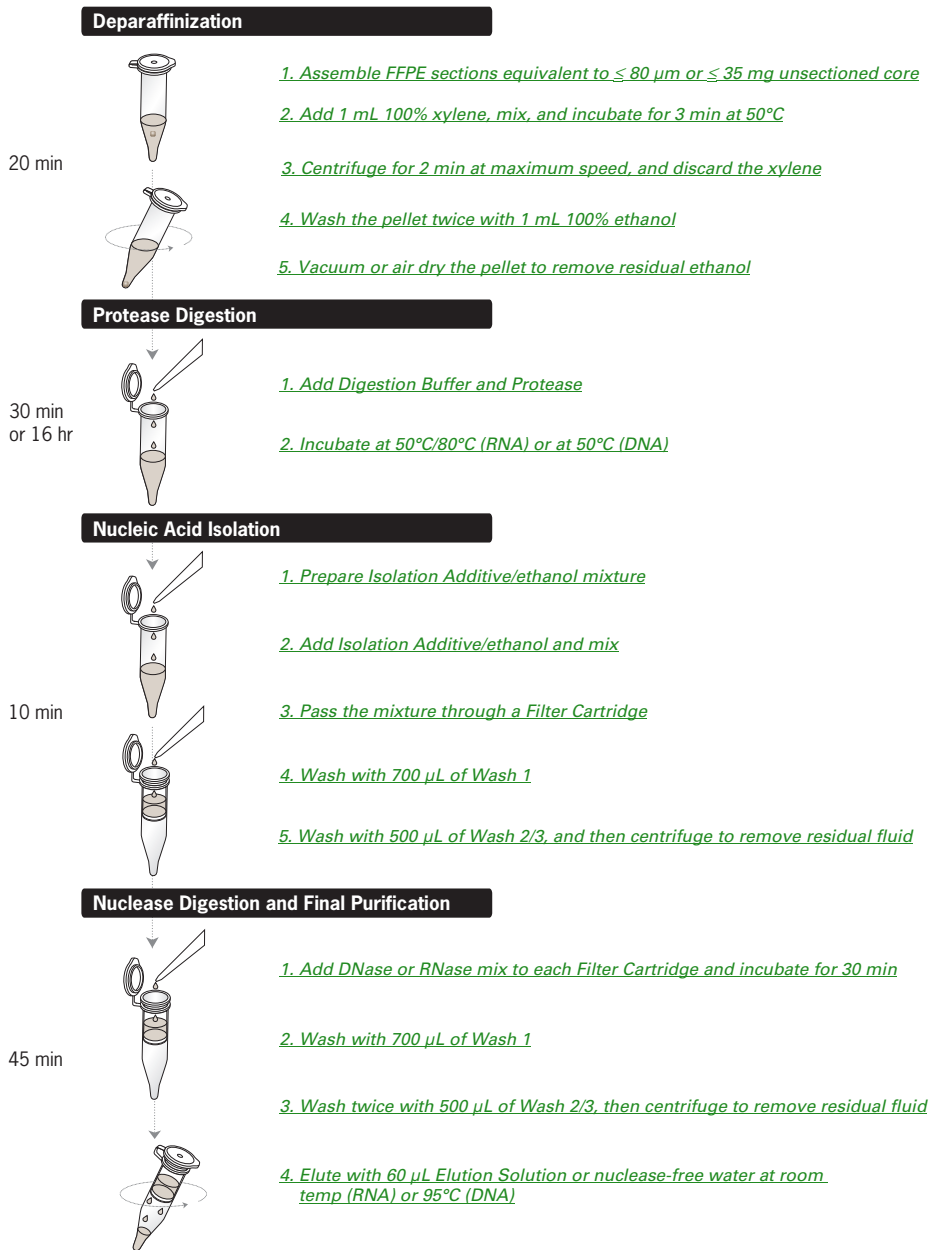 Deparaffinization
1. Assemble FFPE sections equivalent to ≤ 80 µm or ≤ 35 mg unsectioned core
2. Add 1 mL 100% xylene, mix, and incubate for 3 min at 50°C
20 min
3. Centrifuge for 2 min at maximum speed, and discard the xylene
4. Wash the pellet twice with 1 mL 100% ethanol
5. Vacuum or air dry the pellet to remove residual ethanol
Protease Digestion
1. Add Digestion Buffer and Protease
30 min
or 16 hr
2. Incubate at 50°C/80°C (RNA) or at 50°C (DNA)
Nucleic Acid Isolation
1. Prepare Isolation Additive/ethanol mixture
2. Add Isolation Additive/ethanol and mix
10 min
3. Pass the mixture through a Filter Cartridge
4. Wash with 700 µL of Wash 1
5. Wash with 500 µL of Wash 2/3, and then centrifuge to remove residual fluid
Nuclease Digestion and Final Purification
1. Add DNase or RNase mix to each Filter Cartridge and incubate for 30 min
2. Wash with 700 µL of Wash 1
45 min
3. Wash twice with 500 µL of Wash 2/3, then centrifuge to remove residual fluid
4. Elute with 60 µL Elution Solution or nuclease-free water at room
temp (RNA) or 95°C (DNA)